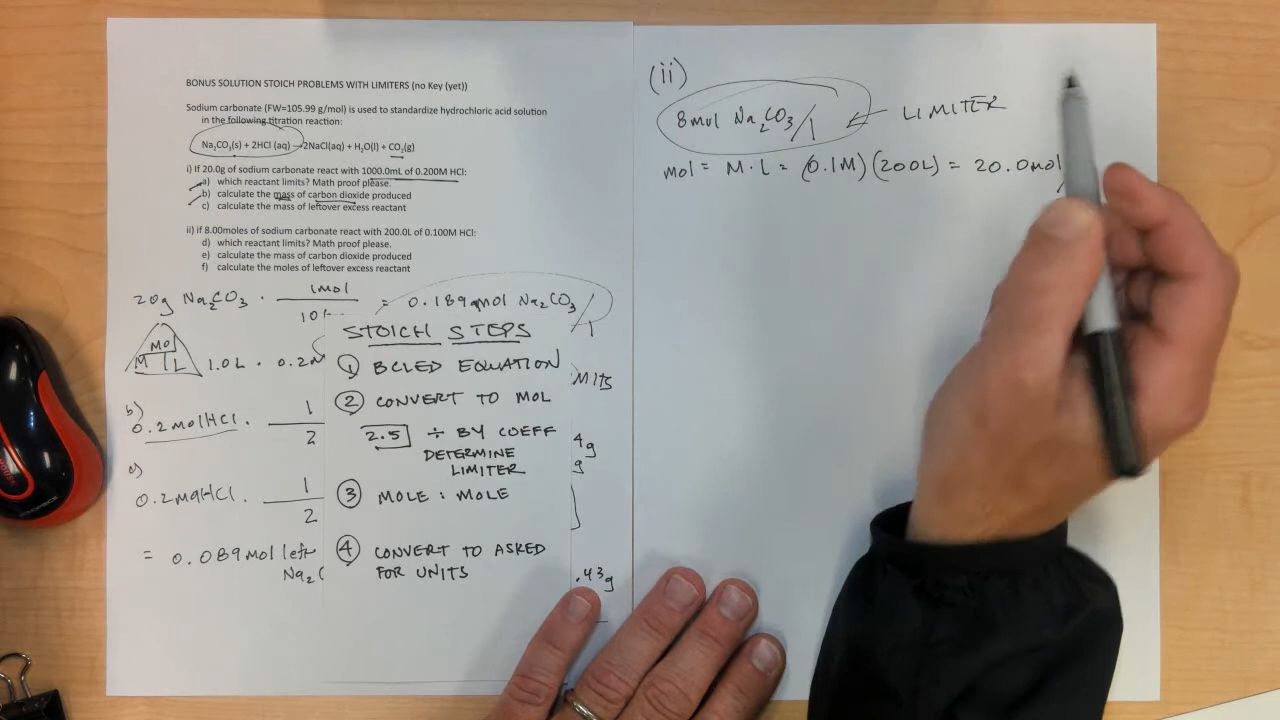 BONUS SOLUTION STOICH PROBLEMS WITH LIMITERS (no Key (yet))
Sodium carbonate (FW=105.99 g/mol) is used to standardize hydrochloric acid solution
in the following titration reaction:
Na₂CO₃(s) + 2HCl (aq) →2NaCl(aq) + H₂O(l) + CO₂(g)
i) If 20.0g of sodium carbonate react with 1000.0mL of 0.200M HCl:
a) which reactant limits? Math proof please.
b) calculate the mass of carbon dioxide produced
c) calculate the mass of leftover excess reactant
ii) if 8.00moles of sodium carbonate react with 200.0L of 0.100M HCl:
d) which reactant limits? Math proof please.
e) calculate the mass of carbon dioxide produced
f) calculate the moles of leftover excess reactant
20g Na₂CO₃ · 1mol = 0.189mol Na₂CO₃ / 1
mol
M L 1.0L · 0.2M
b)
0.2molHCl · 1
2
0.2molHCl · 1
2
= 0.089mol left
.43g
STOICH STEPS
1 BCLED EQUATION
2 CONVERT TO MOL
2.5 ÷ BY COEFF
DETERMINE
LIMITER
3 MOLE : MOLE
4 CONVERT TO ASKED
FOR UNITS
(ii)
8mol Na₂CO₃/1 ← LIMITER
mol = M·L = (0.1M)(200L) = 20.0mol